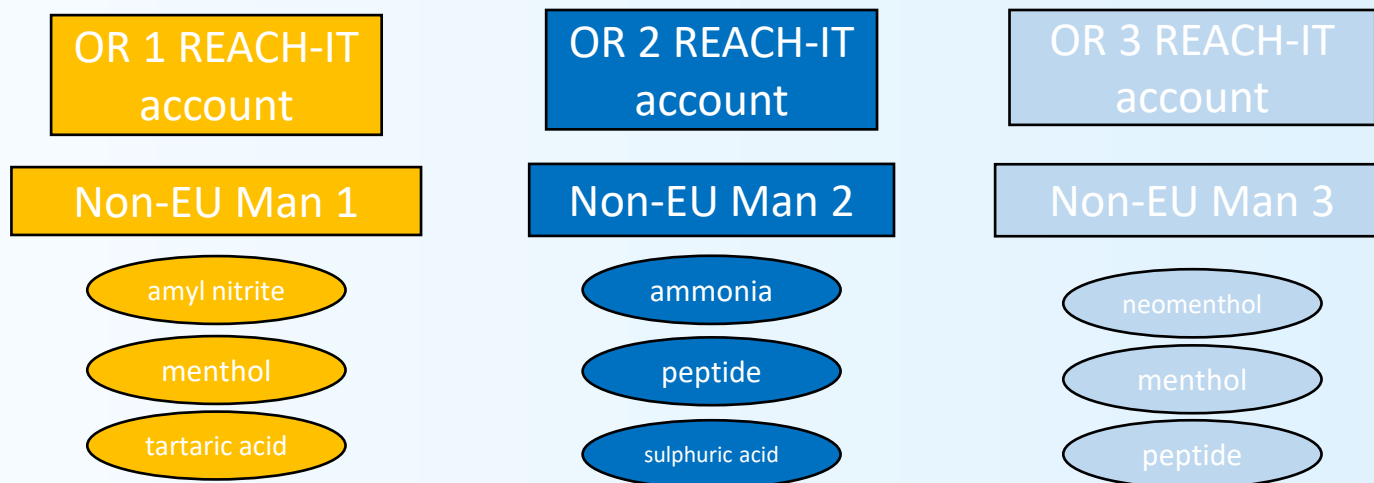 OR 1 REACH-IT
account
Non-EU Man 1
amyl nitrite
menthol
tartaric acid
OR 2 REACH-IT
account
Non-EU Man 2
ammonia
peptide
sulphuric acid
OR 3 REACH-IT
account
Non-EU Man 3
neomenthol
menthol
peptide